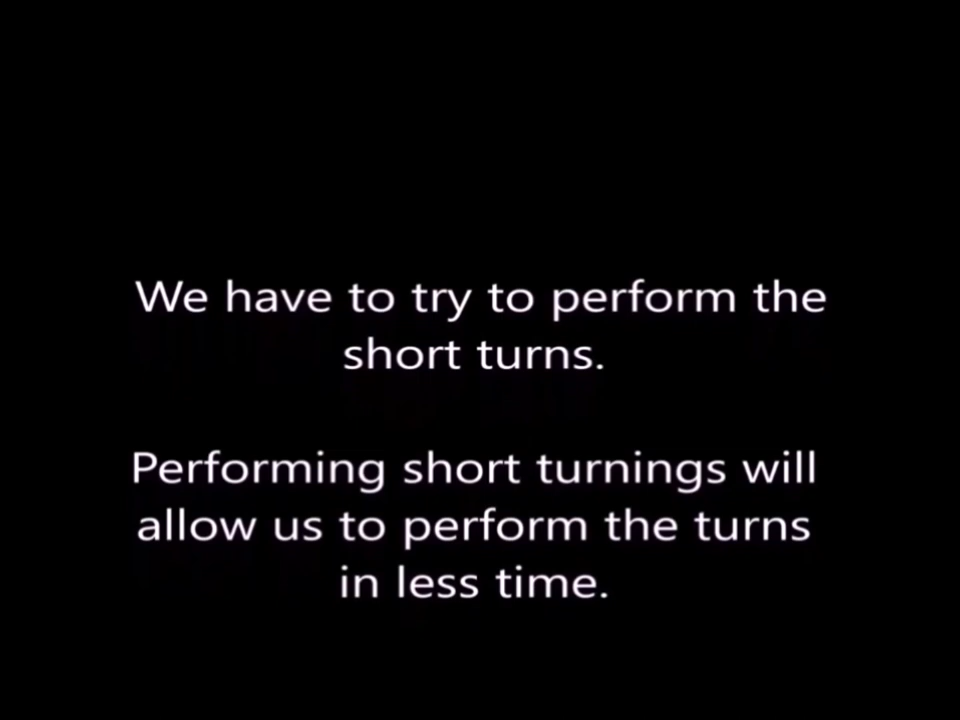 We have to try to perform the
short turns.
Performing short turnings will
allow us to perform the turns
in less time.